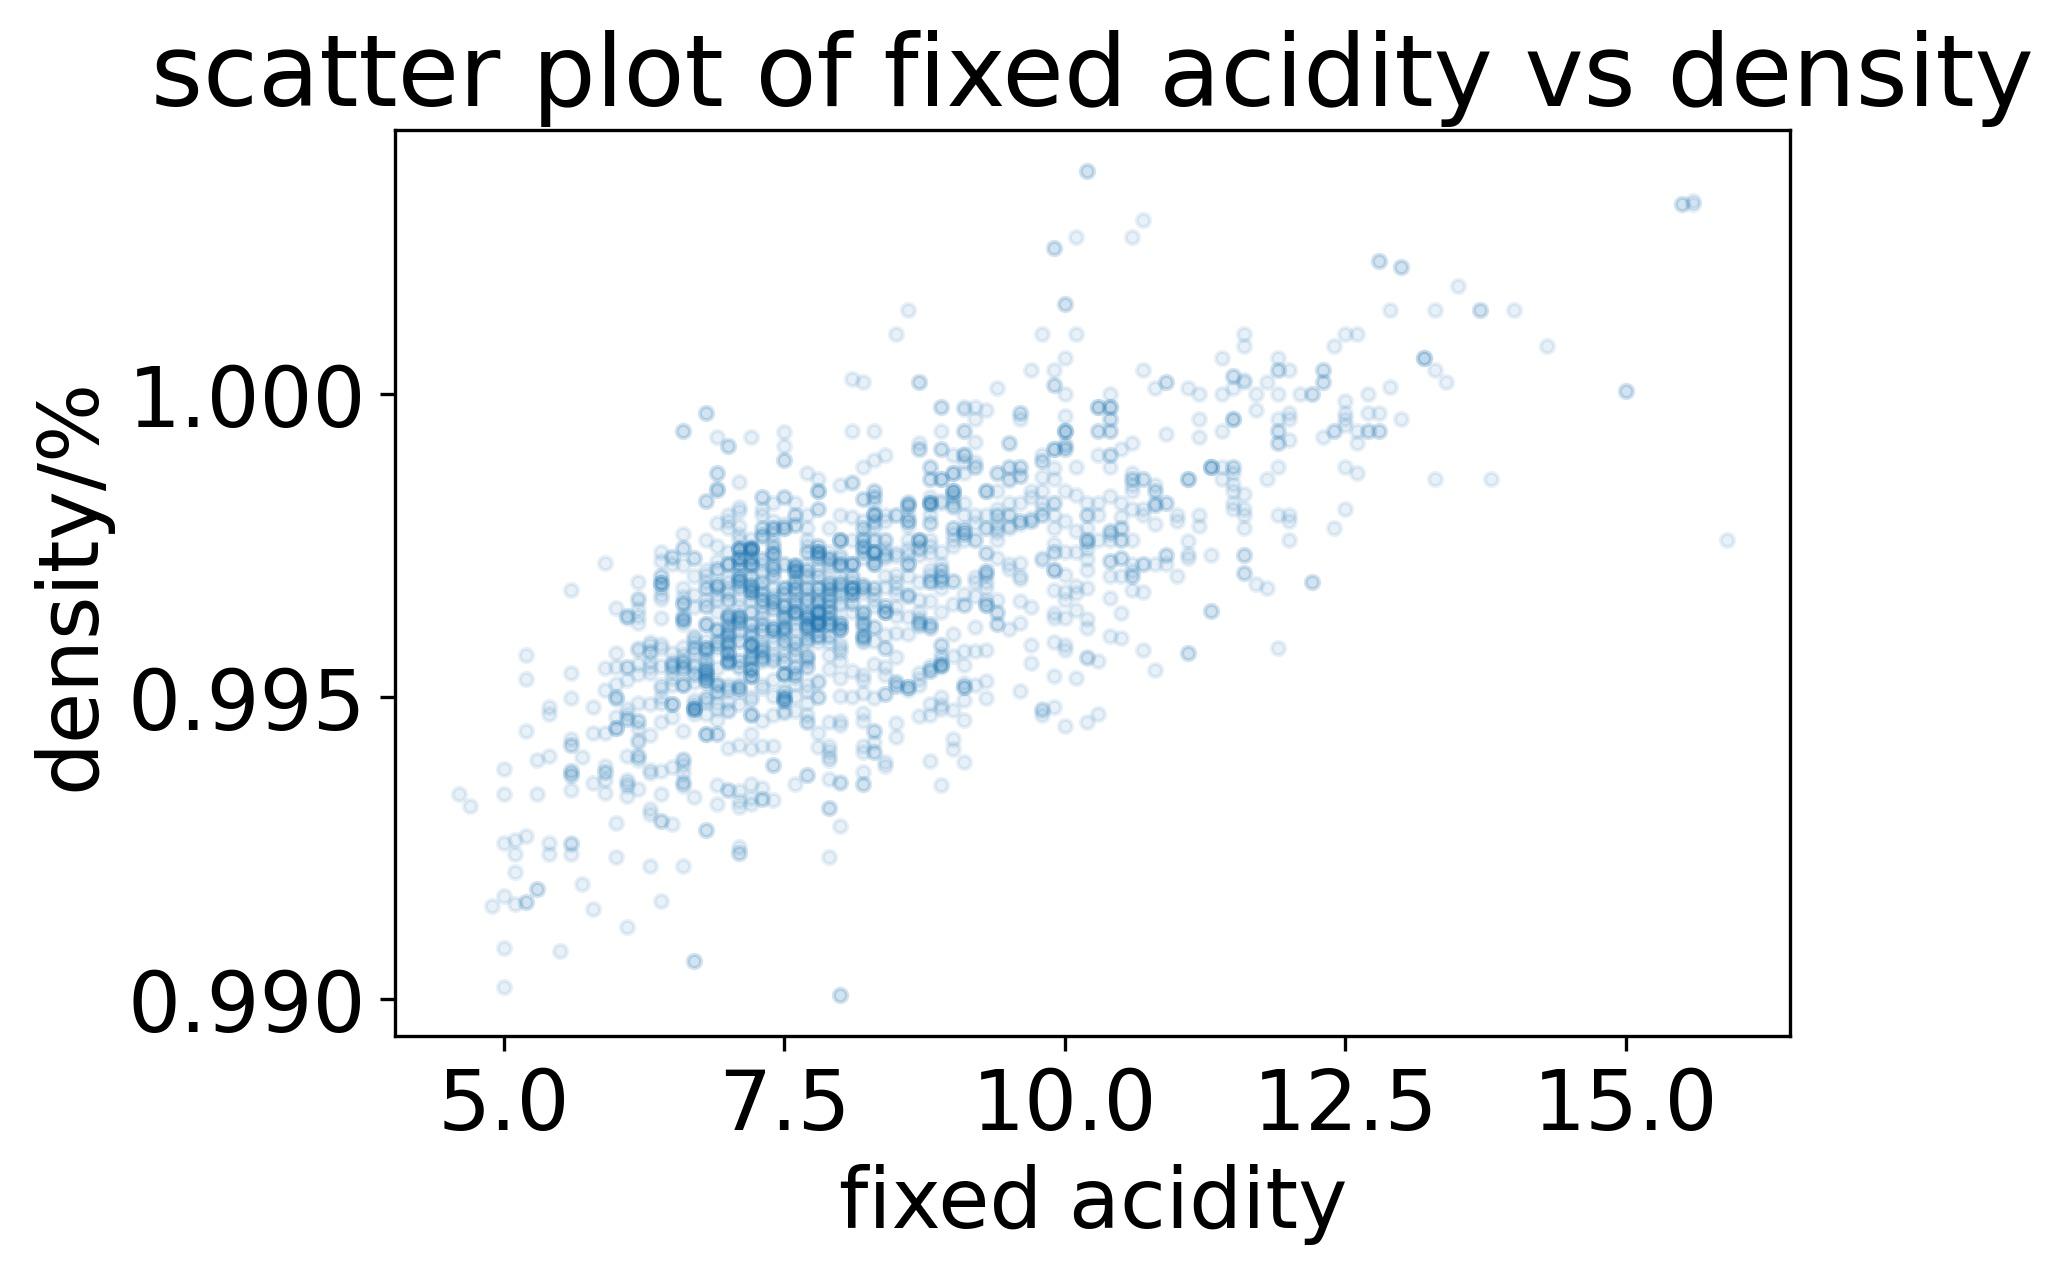 scatter plot of fixed acidity vs density
density/%
1.000
0.995
0.990
5.0 7.5 10.0 12.5 15.0
fixed acidity